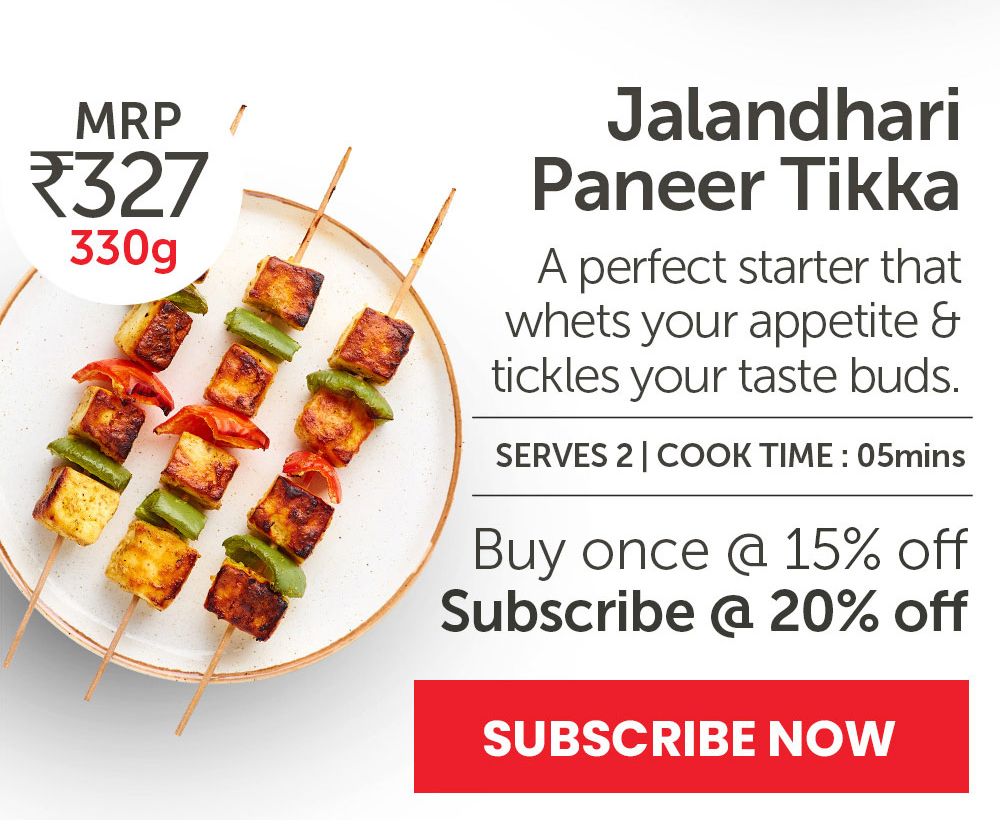 MRP
₹327
330g
Jalandhari
Paneer Tikka
A perfect starter that
whets your appetite &
tickles your taste buds.
SERVES 2 | COOK TIME : 05mins
Buy once @ 15% off
Subscribe @ 20% off
SUBSCRIBE NOW